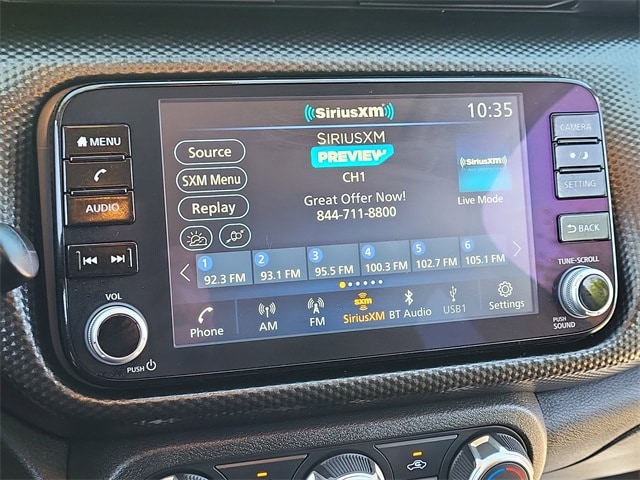 SiriusXM
10:35
MENU
AUDIO
VOL
PUSH
Source
SXM Menu
Replay
SIRIUSXM
PREVIEW
CH1
Great Offer Now!
844-711-8800
SiriusXM
Live Mode
1 92.3 FM
2 93.1 FM
3 95.5 FM
4 100.3 FM
5 102.7 FM
6 105.1 FM
Phone
AM
FM
sxm
SiriusXM
BT Audio
USB1
Settings
CAMERA
SETTING
BACK
TUNE-SCROLL
PUSH
SOUND